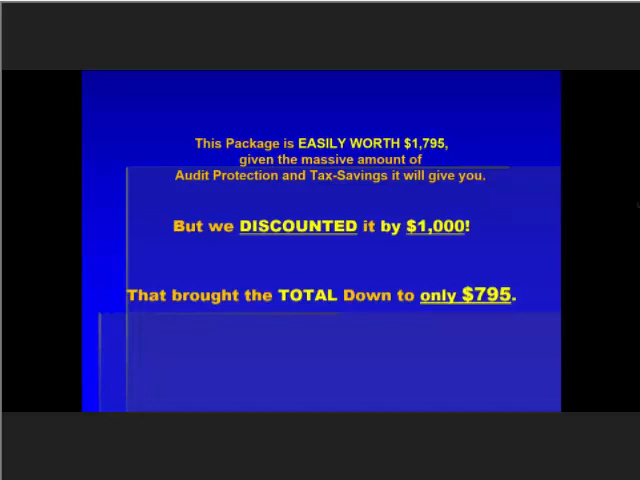 This Package is EASILY WORTH $1,795,
given the massive amount of
Audit Protection and Tax-Savings it will give you.
But we DISCOUNTED it by $1,000!
That brought the TOTAL Down to only $795.